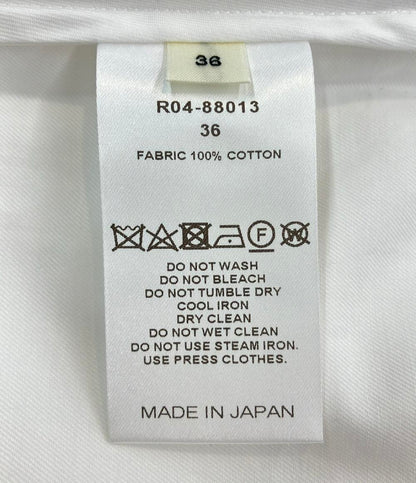 36
R04-88013
36
FABRIC 100% COTTON
F W
DO NOT WASH
DO NOT BLEACH
DO NOT TUMBLE DRY
COOL IRON
DRY CLEAN
DO NOT WET CLEAN
DO NOT USE STEAM IRON.
USE PRESS CLOTHES.
MADE IN JAPAN